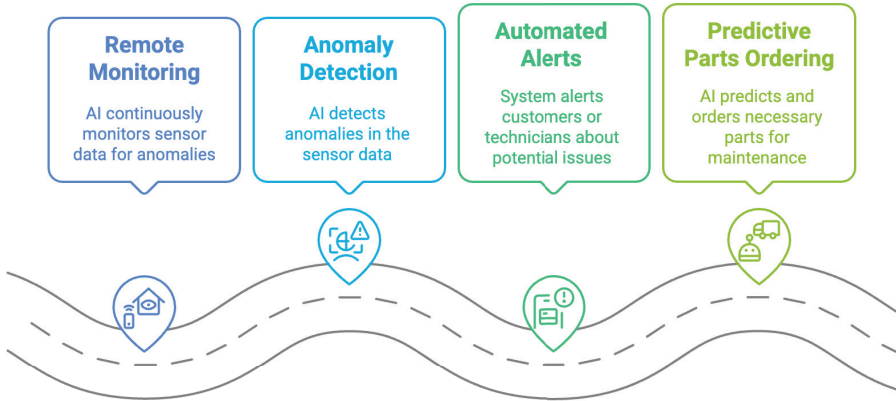 Remote
Monitoring
AI continuously
monitors sensor
data for anomalies
Anomaly
Detection
AI detects
anomalies in the
sensor data
Automated
Alerts
System alerts
customers or
technicians about
potential issues
Predictive
Parts Ordering
AI predicts and
orders necessary
parts for
maintenance